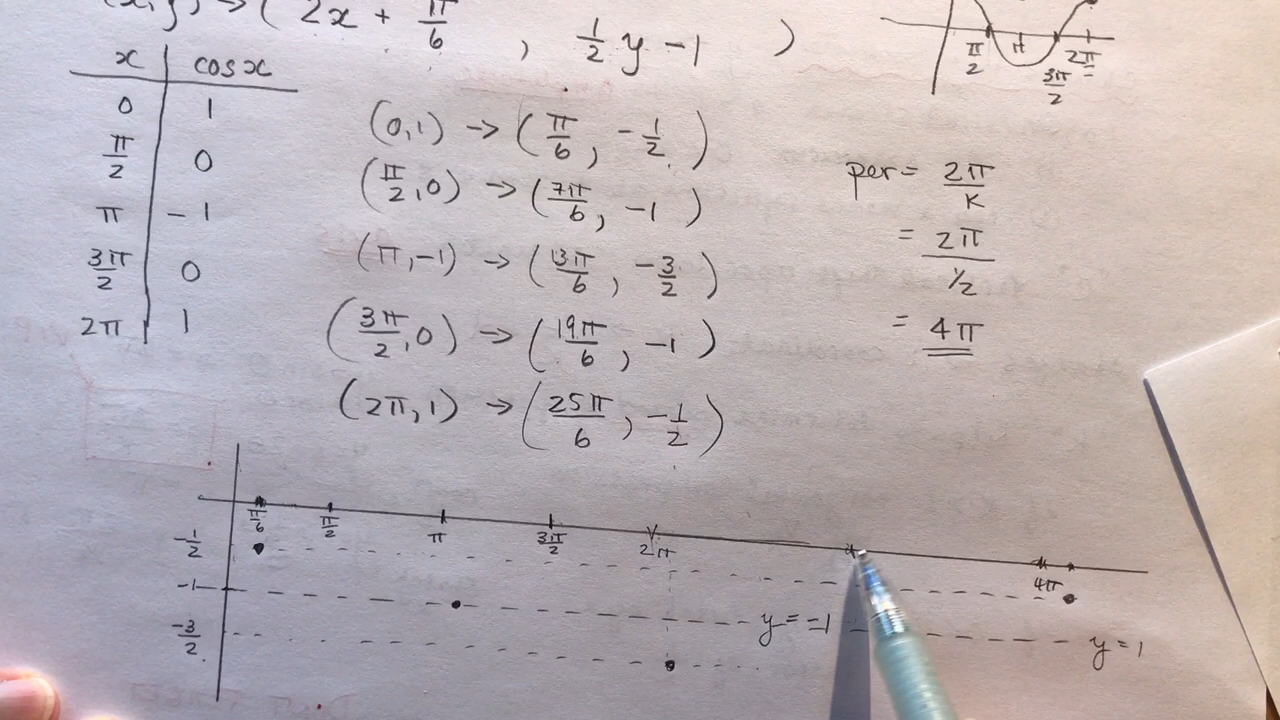 (x,y) → ( 2x + π/6 , 1/2 y - 1 )
x | cos x
0 | 1
π/2 | 0
π | -1
3π/2 | 0
2π | 1
(0,1) → (π/6, -1/2)
(π/2,0) → (7π/6, -1)
(π,-1) → (13π/6, -3/2)
(3π/2,0) → (19π/6, -1)
(2π,1) → (25π/6, -1/2)
π/2 π 3π/2 2π
per = 2π/K
= 2π/1/2
= 4π
π/6 π/2 π 3π/2 2π 4π
-1/2
-1
y = -1
y = 1
-3/2